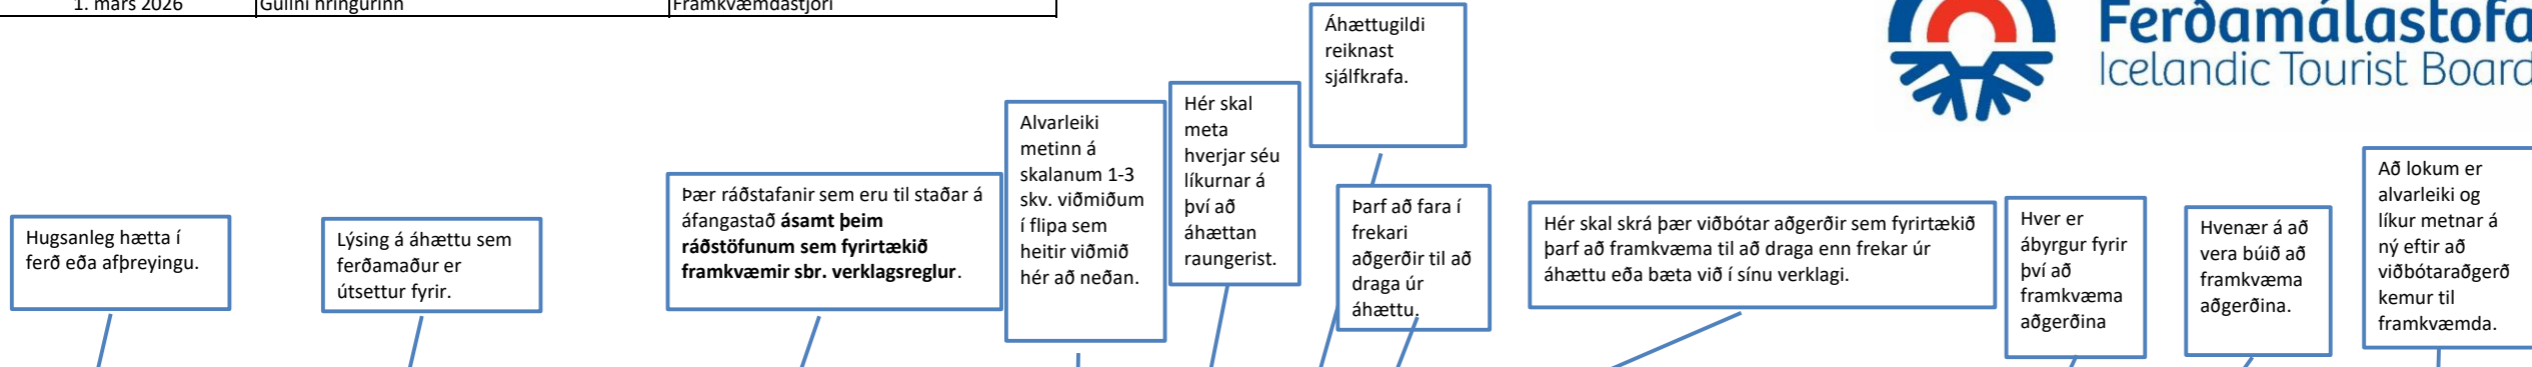 1. mars 2026 Gullni hringurinn Framkvæmdastjóri
Ferðamálastofa
Icelandic Tourist Board
Hugsanleg hætta í
ferð eða afþreyingu.
Lýsing á áhættu sem
ferðamaður er
útsettur fyrir.
Þær ráðstafanir sem eru til staðar á
áfangastað ásamt þeim
ráðstöfunum sem fyrirtækið
framkvæmir sbr. verklagsreglur.
Alvarleiki
metinn á
skalanum 1-3
skv. viðmiðum
í flipa sem
heitir viðmið
hér að neðan.
Hér skal
meta
hverjar séu
líkurnar á
því að
áhættan
raungerist.
Áhættugildi
reiknast
sjálfkrafa.
Þarf að fara í
frekari
aðgerðir til að
draga úr
áhættu.
Hér skal skrá þær viðbótar aðgerðir sem fyrirtækið
þarf að framkvæma til að draga enn frekar úr
áhættu eða bæta við í sínu verklagi.
Hver er
ábyrgur fyrir
því að
framkvæma
aðgerðina
Hvenær á að
vera búið að
framkvæma
aðgerðina.
Að lokum er
alvarleiki og
líkur metnar á
ný eftir að
viðbótaraðgerð
kemur til
framkvæmda.